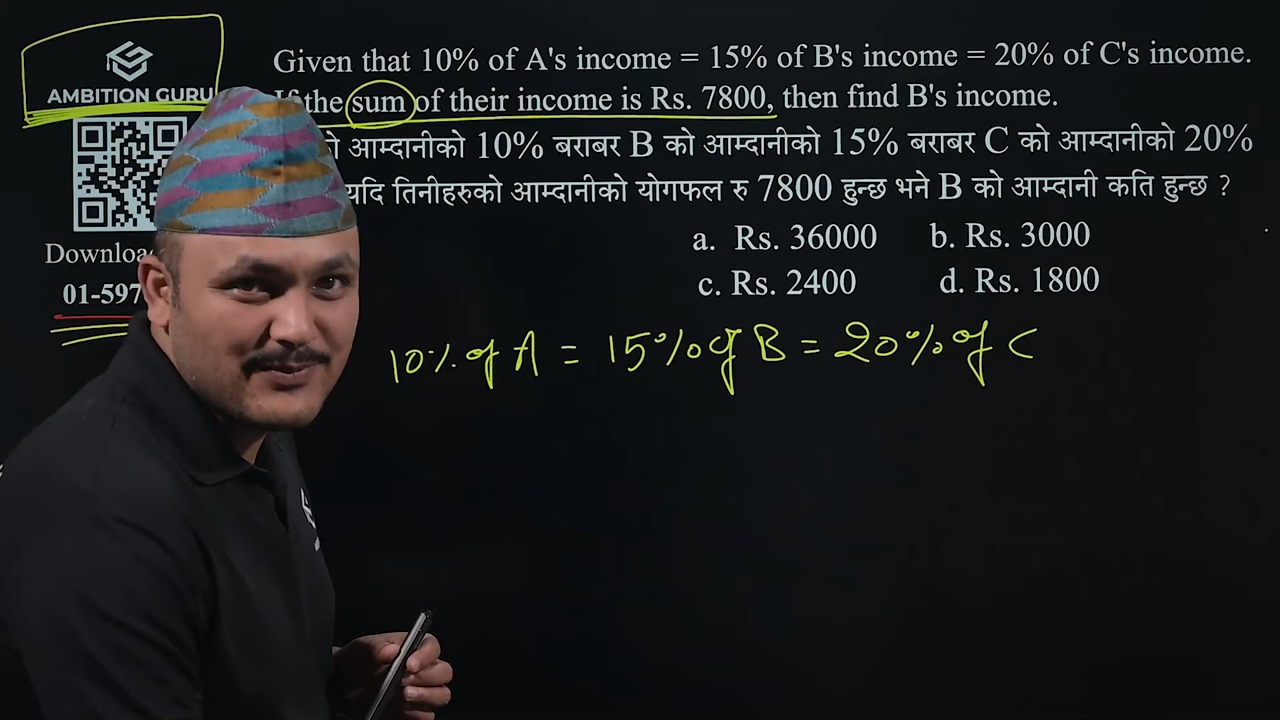 AMBITION GURU
Given that 10% of A's income = 15% of B's income = 20% of C's income.
If the sum of their income is Rs. 7800, then find B's income.
को आम्दानीको 10% बराबर B को आम्दानीको 15% बराबर C को आम्दानीको 20%
यदि तिनीहरुको आम्दानीको योगफल रु 7800 हुन्छ भने B को आम्दानी कति हुन्छ ?
a. Rs. 36000 b. Rs. 3000
c. Rs. 2400 d. Rs. 1800
01-597
10% of A = 15% of B = 20% of C